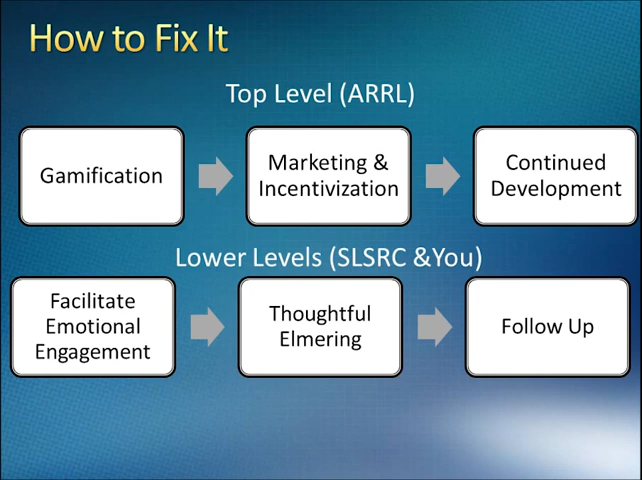 How to Fix It
Top Level (ARRL)
Gamification
Marketing &
Incentivization
Continued
Development
Lower Levels (SLSRC &You)
Facilitate
Emotional
Engagement
Thoughtful
Elmering
Follow Up